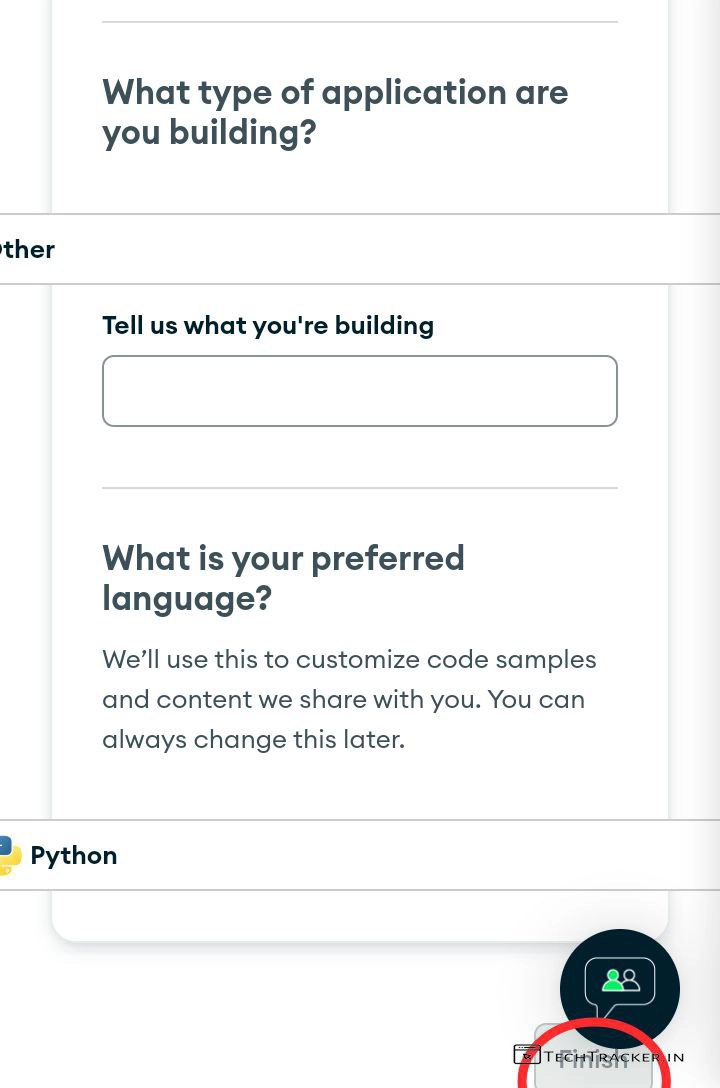 What type of application are
you building?
Other
Tell us what you're building
What is your preferred
language?
We’ll use this to customize code samples
and content we share with you. You can
always change this later.
Python
Finish
TechTracker.in